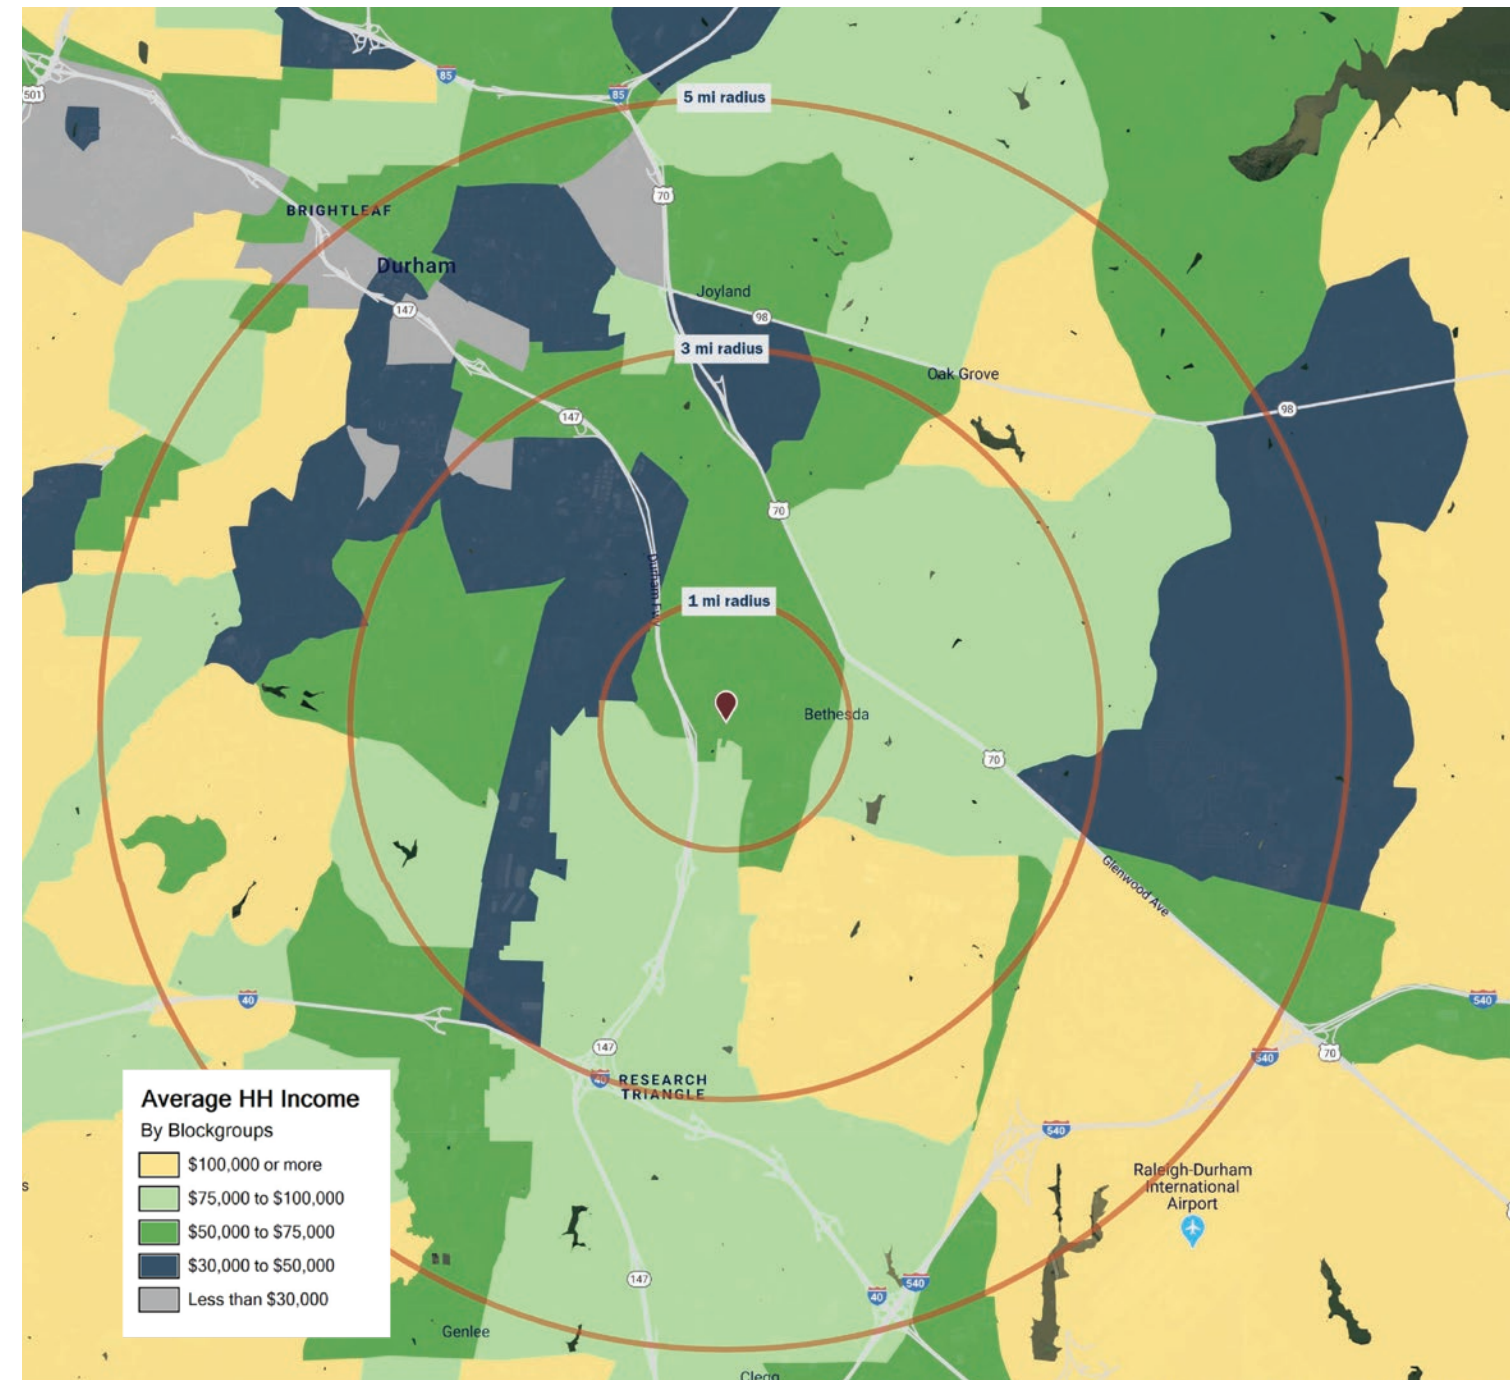 85
85
5 mi radius
501
70
BRIGHTLEAF
Durham
Joyland
147
98
3 mi radius
Oak Grove
98
147
70
Durham Fwy
1 mi radius
Bethesda
70
Glenwood Ave
40
540
147
70
540
40
RESEARCH
TRIANGLE
540
Average HH Income
By Blockgroups
$100,000 or more
$75,000 to $100,000
$50,000 to $75,000
$30,000 to $50,000
Less than $30,000
Raleigh-Durham
International
Airport
s
147
540
40
Genlee
Clegg